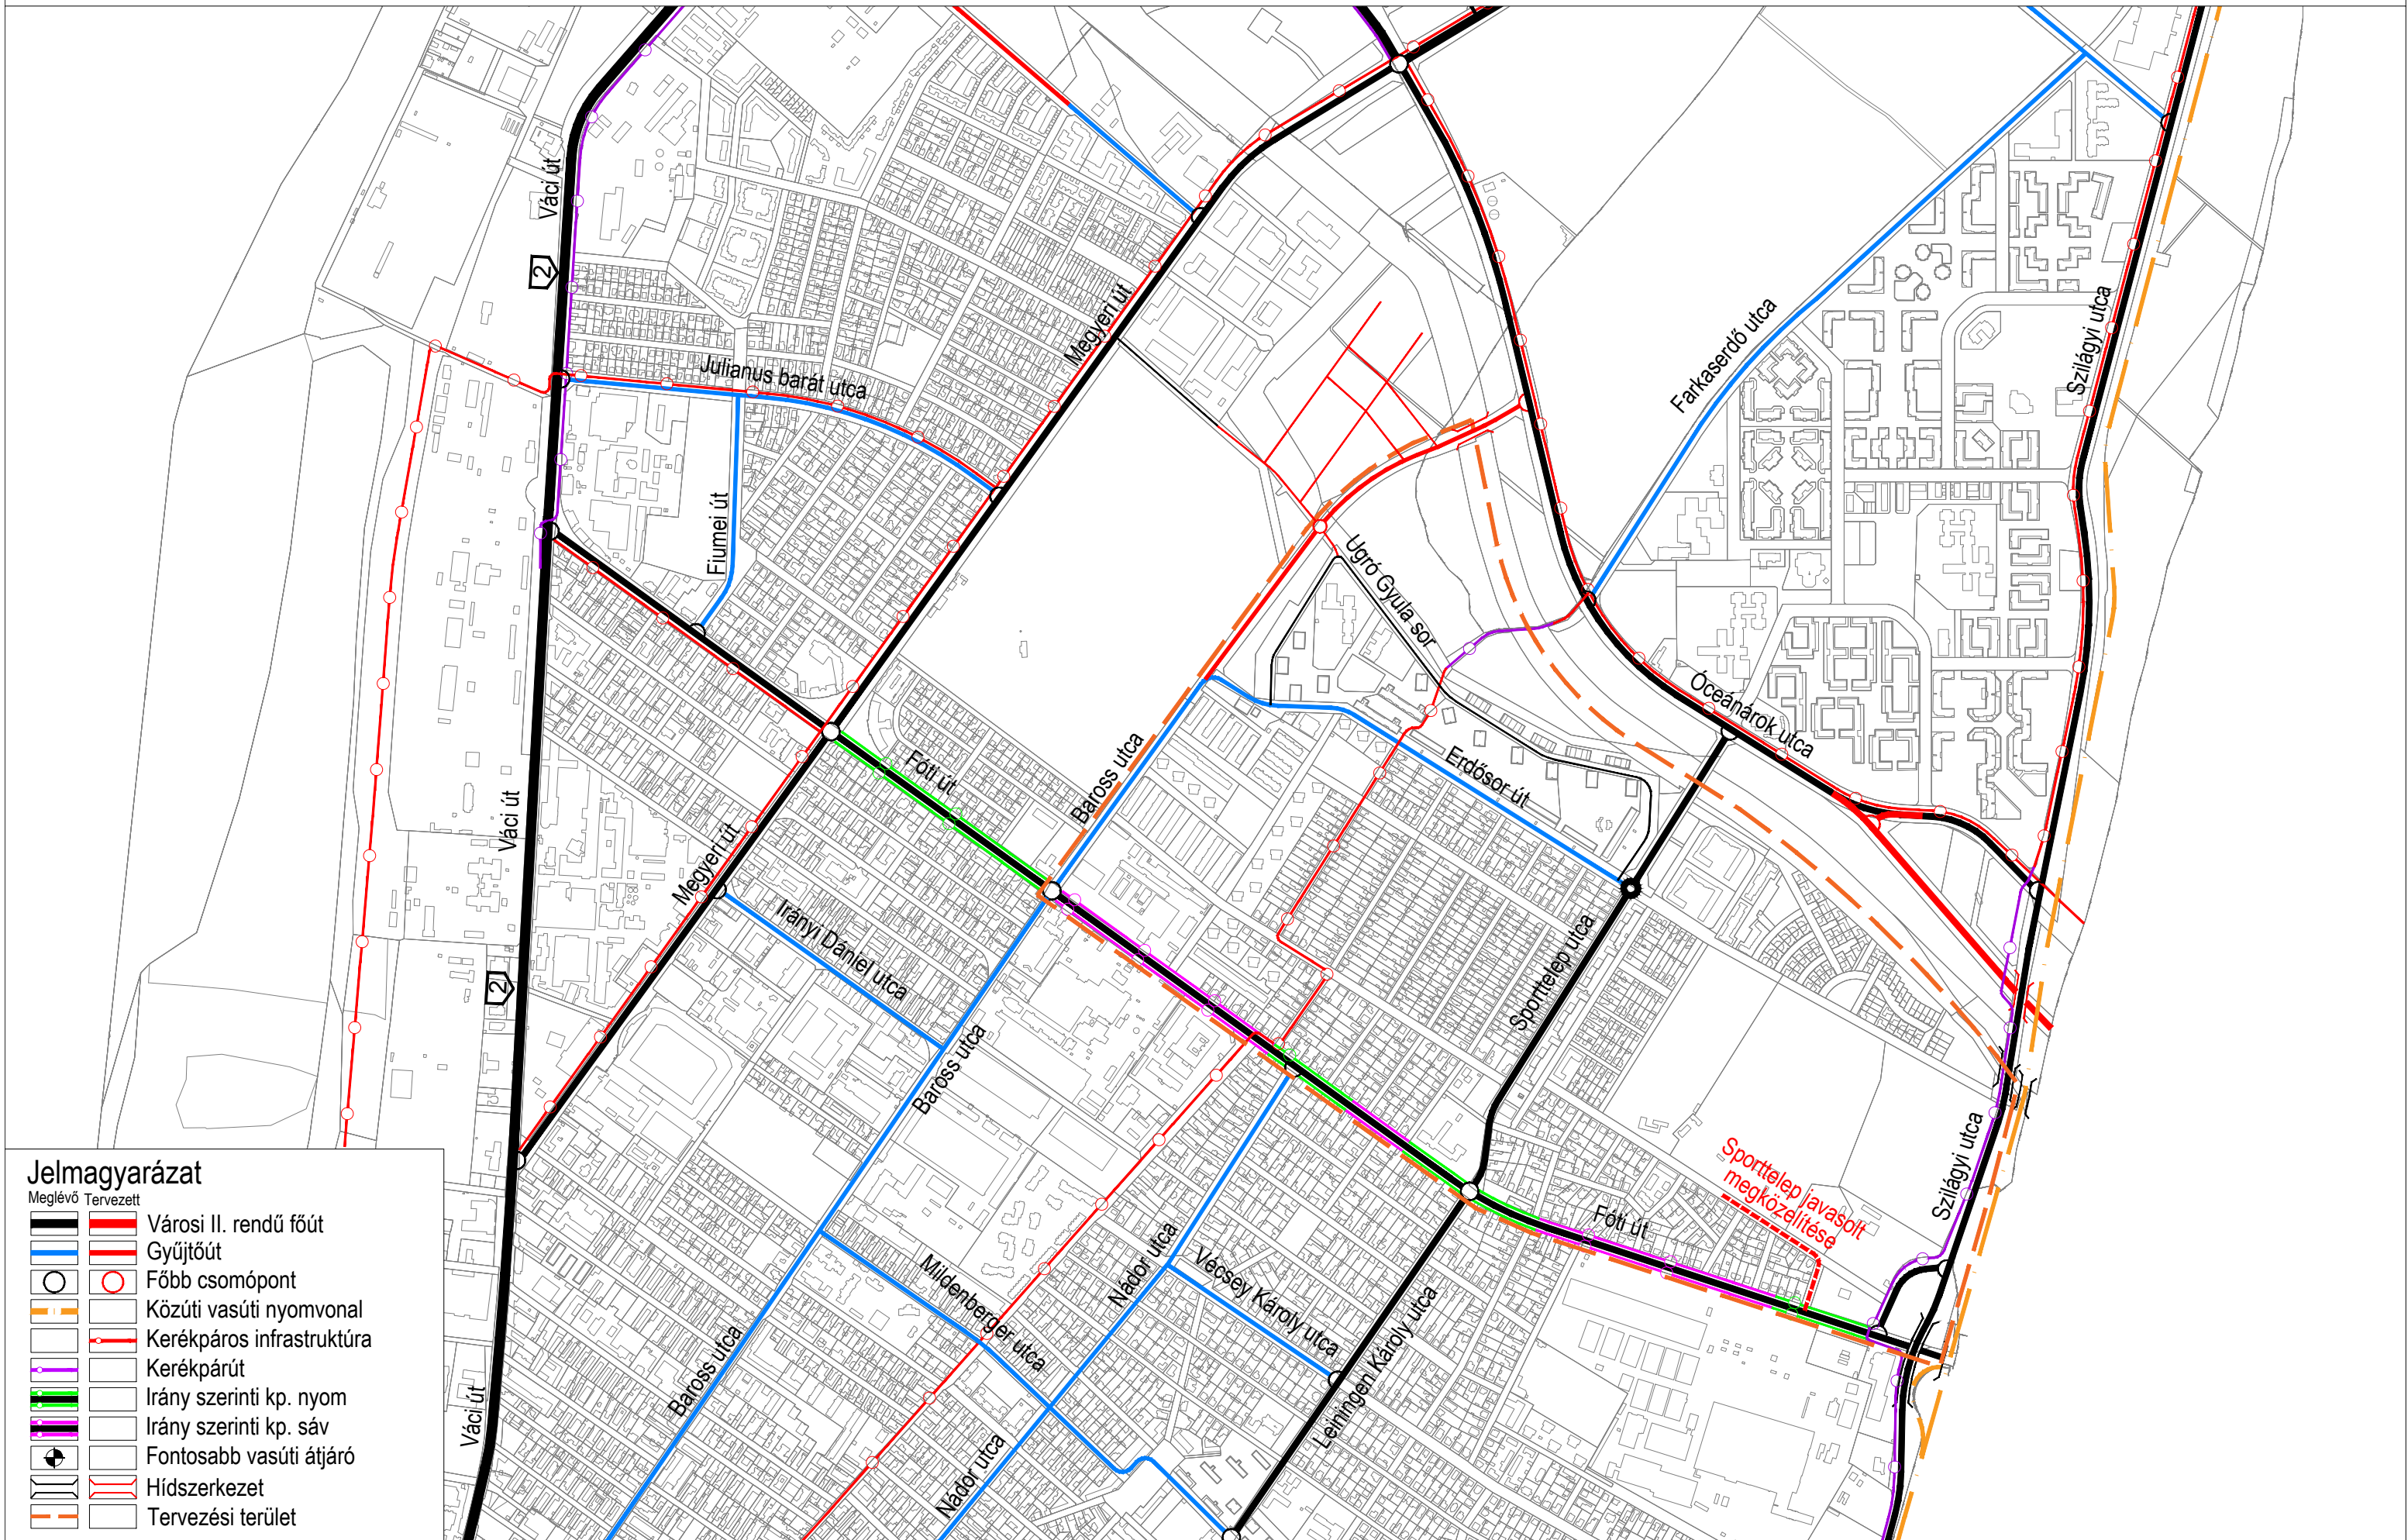 Váci út
2
Julianus barát utca
Megyeri út
Fiumei út
Farkaserdő utca
Szilágyi utca
Ugró Gyula sor
Óceánárok utca
Fóti út
Baross utca
Erdősor út
Váci út
Megyeri út
Irányi Dániel utca
Sporttelep utca
2
Baross utca
Sporttelep javasolt
megközelítése
Szilágyi utca
Fóti út
Nádor utca
Vécsey Károly utca
Mildenberger utca
Leiningen Károly utca
Baross utca
Váci út
Nádor utca
Jelmagyarázat
Meglévő Tervezett
Városi II. rendű főút
Gyűjtőút
Főbb csomópont
Közúti vasúti nyomvonal
Kerékpáros infrastruktúra
Kerékpárút
Irány szerinti kp. nyom
Irány szerinti kp. sáv
Fontosabb vasúti átjáró
Hídszerkezet
Tervezési terület